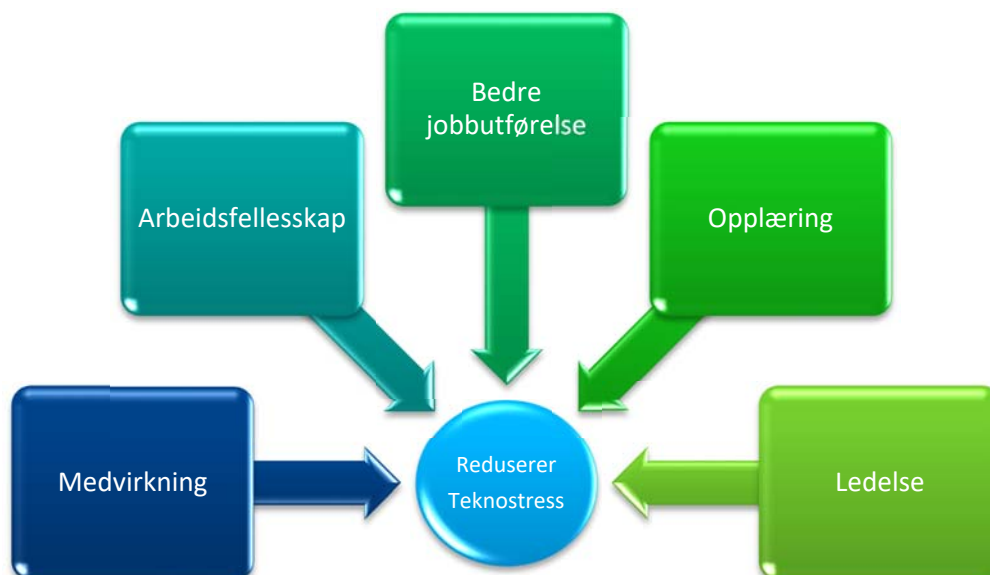 Bedre
jobbutførelse
Arbeidsfellesskap
Opplæring
Medvirkning
Reduserer
Teknostress
Ledelse